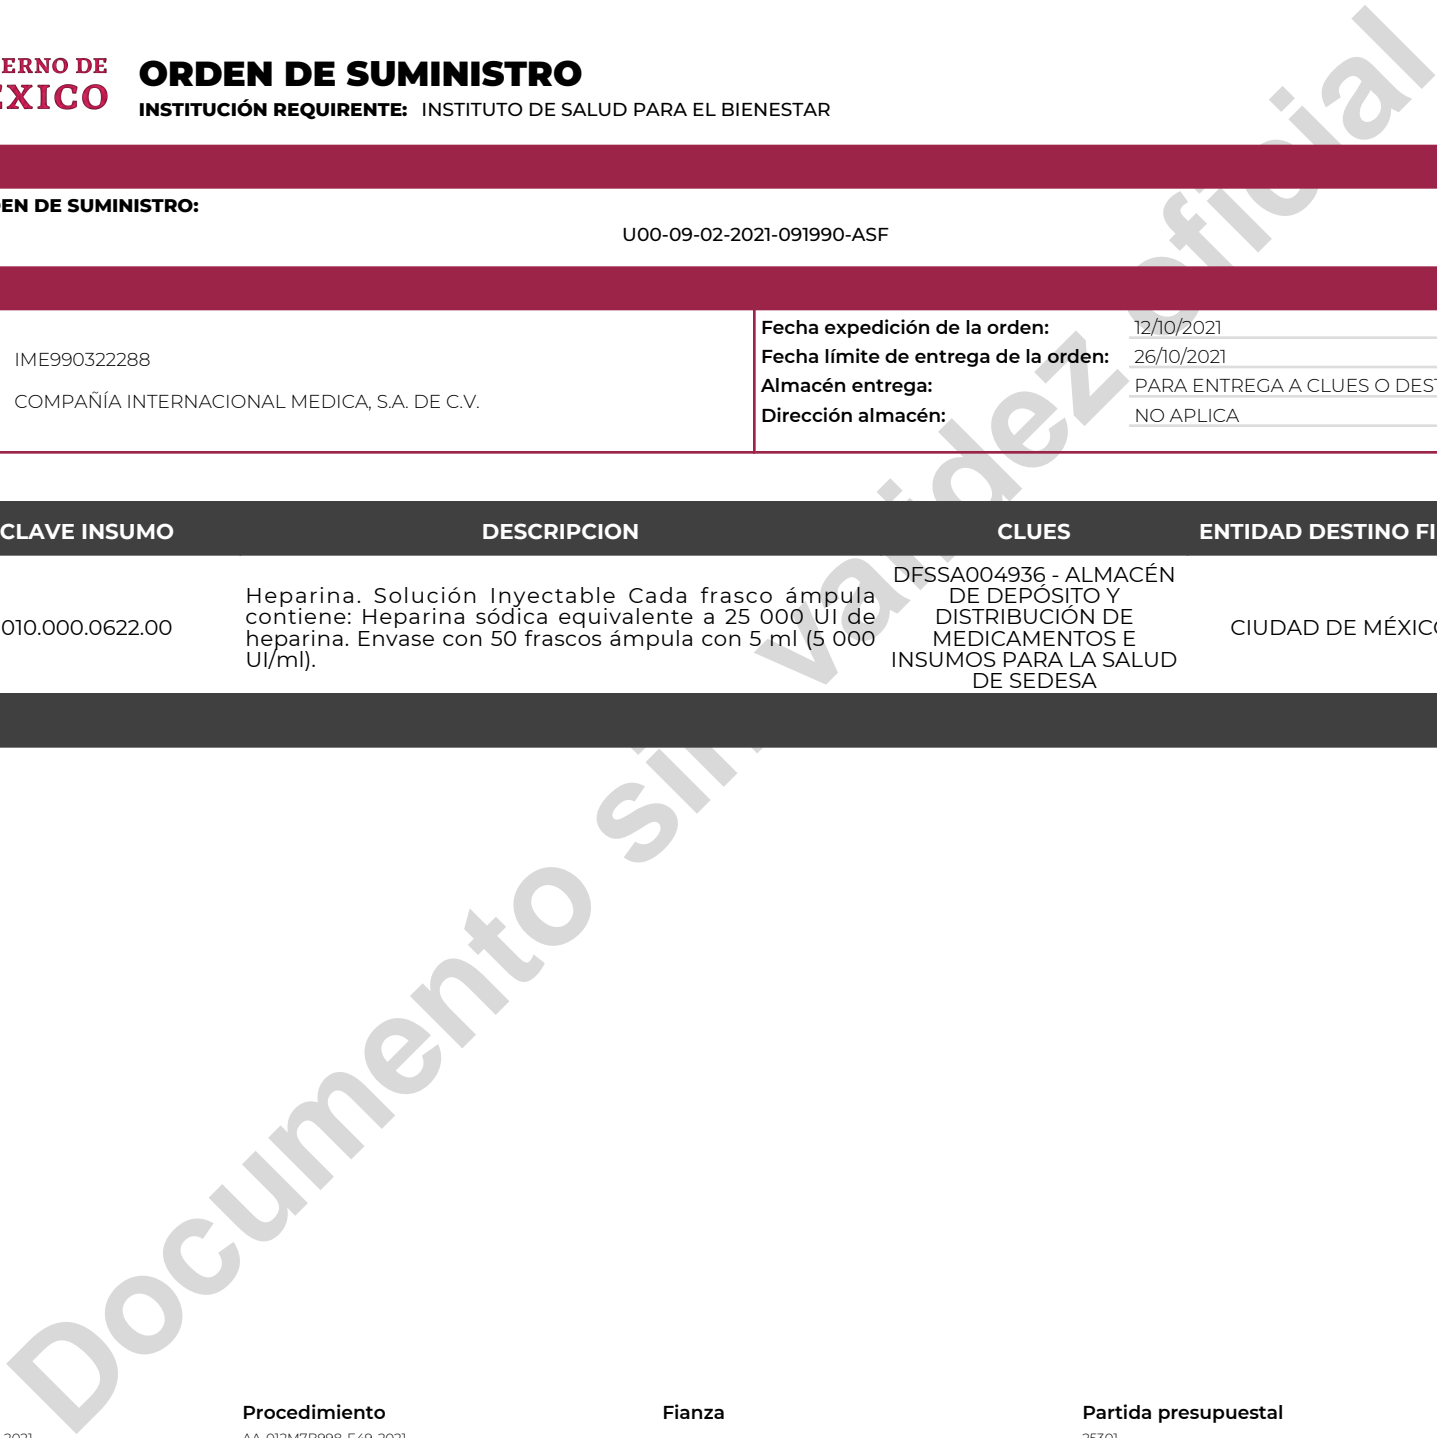 ERNO DE
ÉXICO
ORDEN DE SUMINISTRO
INSTITUCIÓN REQUIRENTE: INSTITUTO DE SALUD PARA EL BIENESTAR
EN DE SUMINISTRO:
U00-09-02-2021-091990-ASF
IME990322288
COMPAÑÍA INTERNACIONAL MEDICA, S.A. DE C.V.
Fecha expedición de la orden: 12/10/2021
Fecha límite de entrega de la orden: 26/10/2021
Almacén entrega: PARA ENTREGA A CLUES O DEST
Dirección almacén: NO APLICA
CLAVE INSUMO DESCRIPCION CLUES ENTIDAD DESTINO FI
010.000.0622.00
Heparina. Solución Inyectable Cada frasco ámpula
contiene: Heparina sódica equivalente a 25 000 UI de
heparina. Envase con 50 frascos ámpula con 5 ml (5 000
UI/ml).
DFSSA004936 - ALMACÉN
DE DEPÓSITO Y
DISTRIBUCIÓN DE
MEDICAMENTOS E
INSUMOS PARA LA SALUD
DE SEDESA
CIUDAD DE MÉXICO
Documento sin validez oficial
Procedimiento Fianza Partida presupuestal